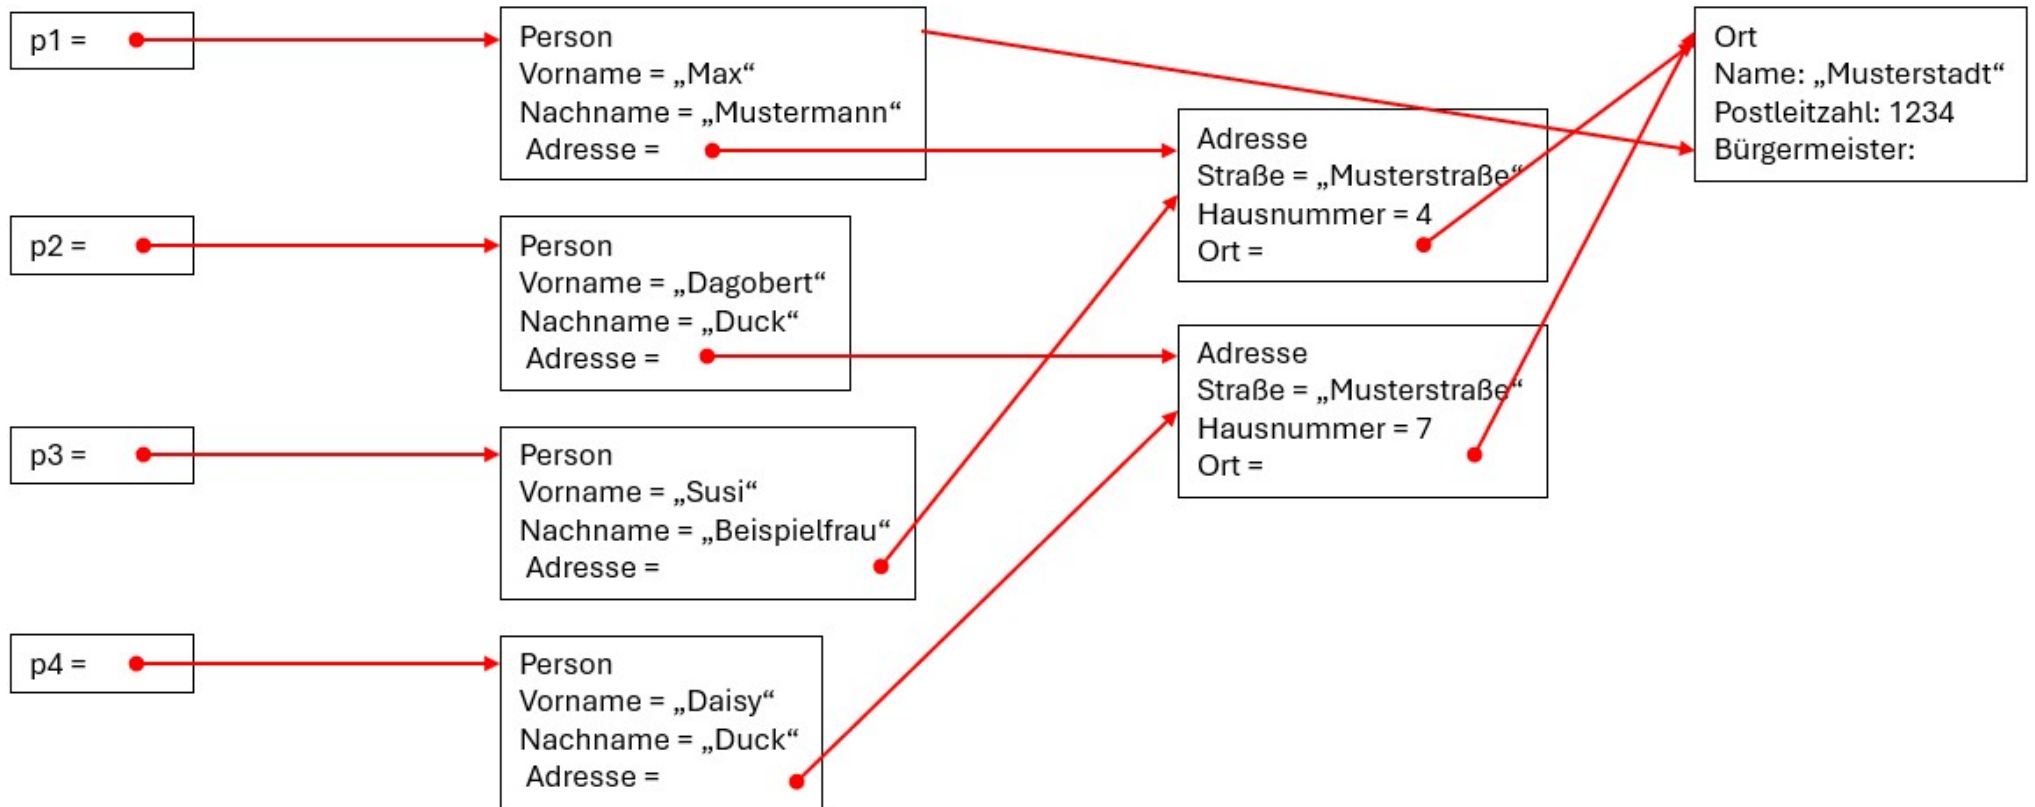 p1 =
Person
Vorname = „Max“
Nachname = „Mustermann“
Adresse =
p2 =
Person
Vorname = „Dagobert“
Nachname = „Duck“
Adresse =
p3 =
Person
Vorname = „Susi“
Nachname = „Beispielfrau“
Adresse =
p4 =
Person
Vorname = „Daisy“
Nachname = „Duck“
Adresse =
Adresse
Straße = „Musterstraße“
Hausnummer = 4
Ort =
Adresse
Straße = „Musterstraße“
Hausnummer = 7
Ort =
Ort
Name: „Musterstadt“
Postleitzahl: 1234
Bürgermeister: